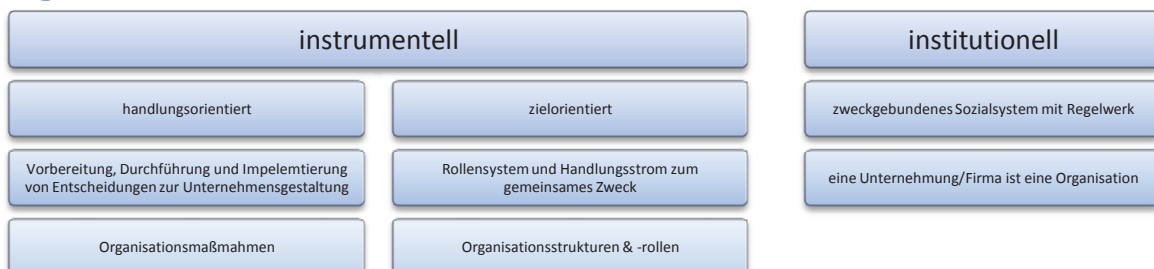 instrumentell
institutionell
handlungsorientiert
zielorientiert
zweckgebundenes Sozialsystem mit Regelwerk
Vorbereitung, Durchführung und Impelemtierung
von Entscheidungen zur Unternehmensgestaltung
Rollensystem und Handlungsstrom zum
gemeinsames Zweck
eine Unternehmung/Firma ist eine Organisation
Organisationsmaßmahmen
Organisationsstrukturen & -rollen